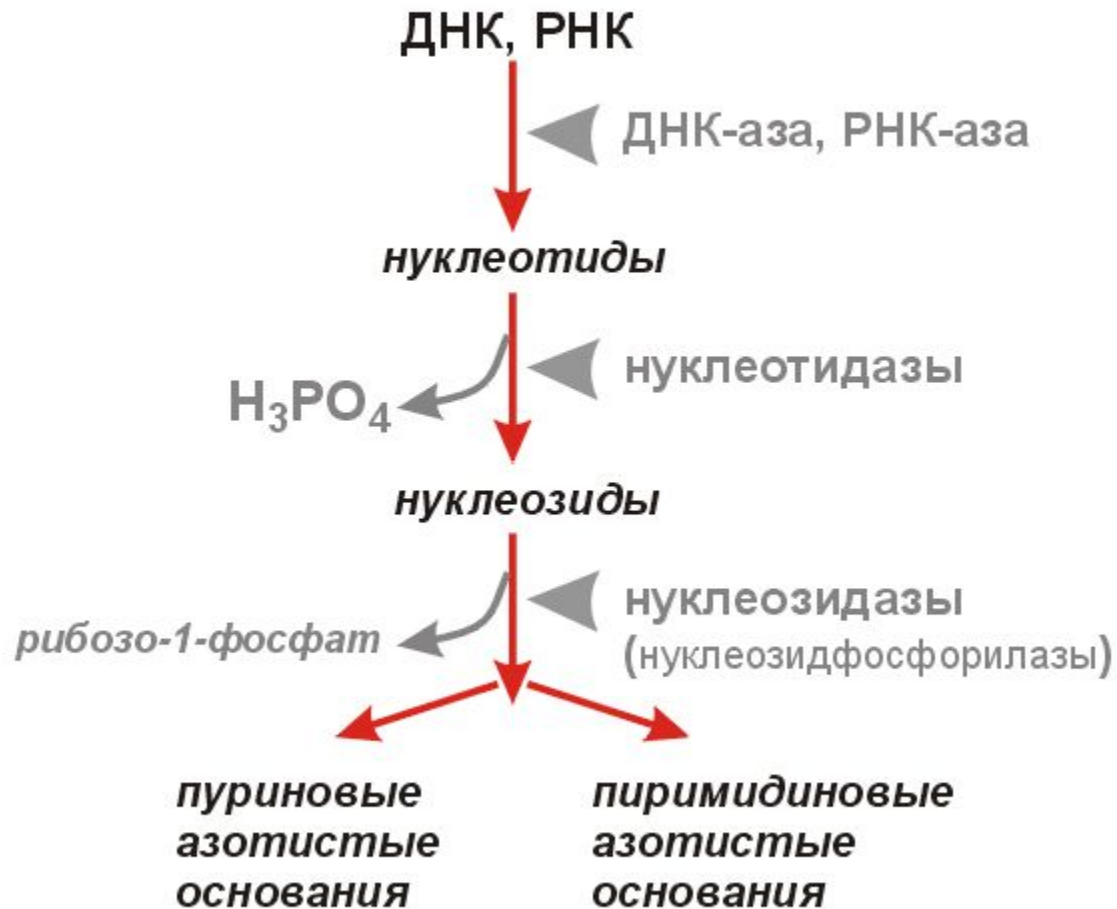 ДНК, РНК
ДНК-аза, РНК-аза
нуклеотиды
нуклеотидазы
H₃PO₄
нуклеозиды
нуклеозидазы
рибозо-1-фосфат
(нуклеозидфосфорилазы)
пуриновые
азотистые
основания
пиримидиновые
азотистые
основания